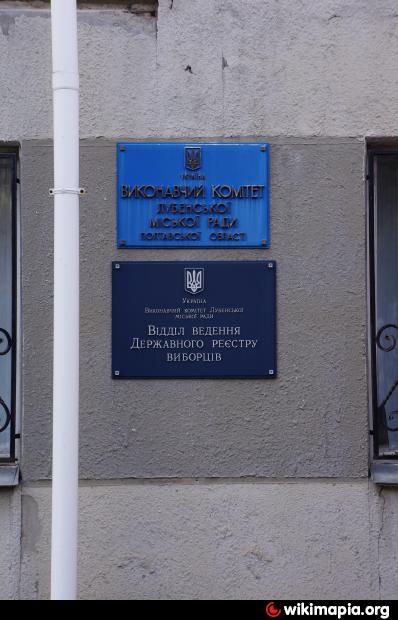 Україна
ВИКОНАВЧИЙ КОМІТЕТ
ЛУБЕНСЬКОЇ
МІСЬКОЇ РАДИ
ПОЛТАВСЬКОЇ ОБЛАСТІ
Україна
Виконавчий комітет Лубенської
міської ради
Відділ ведення
Державного реєстру
виборців
wikimapia.org